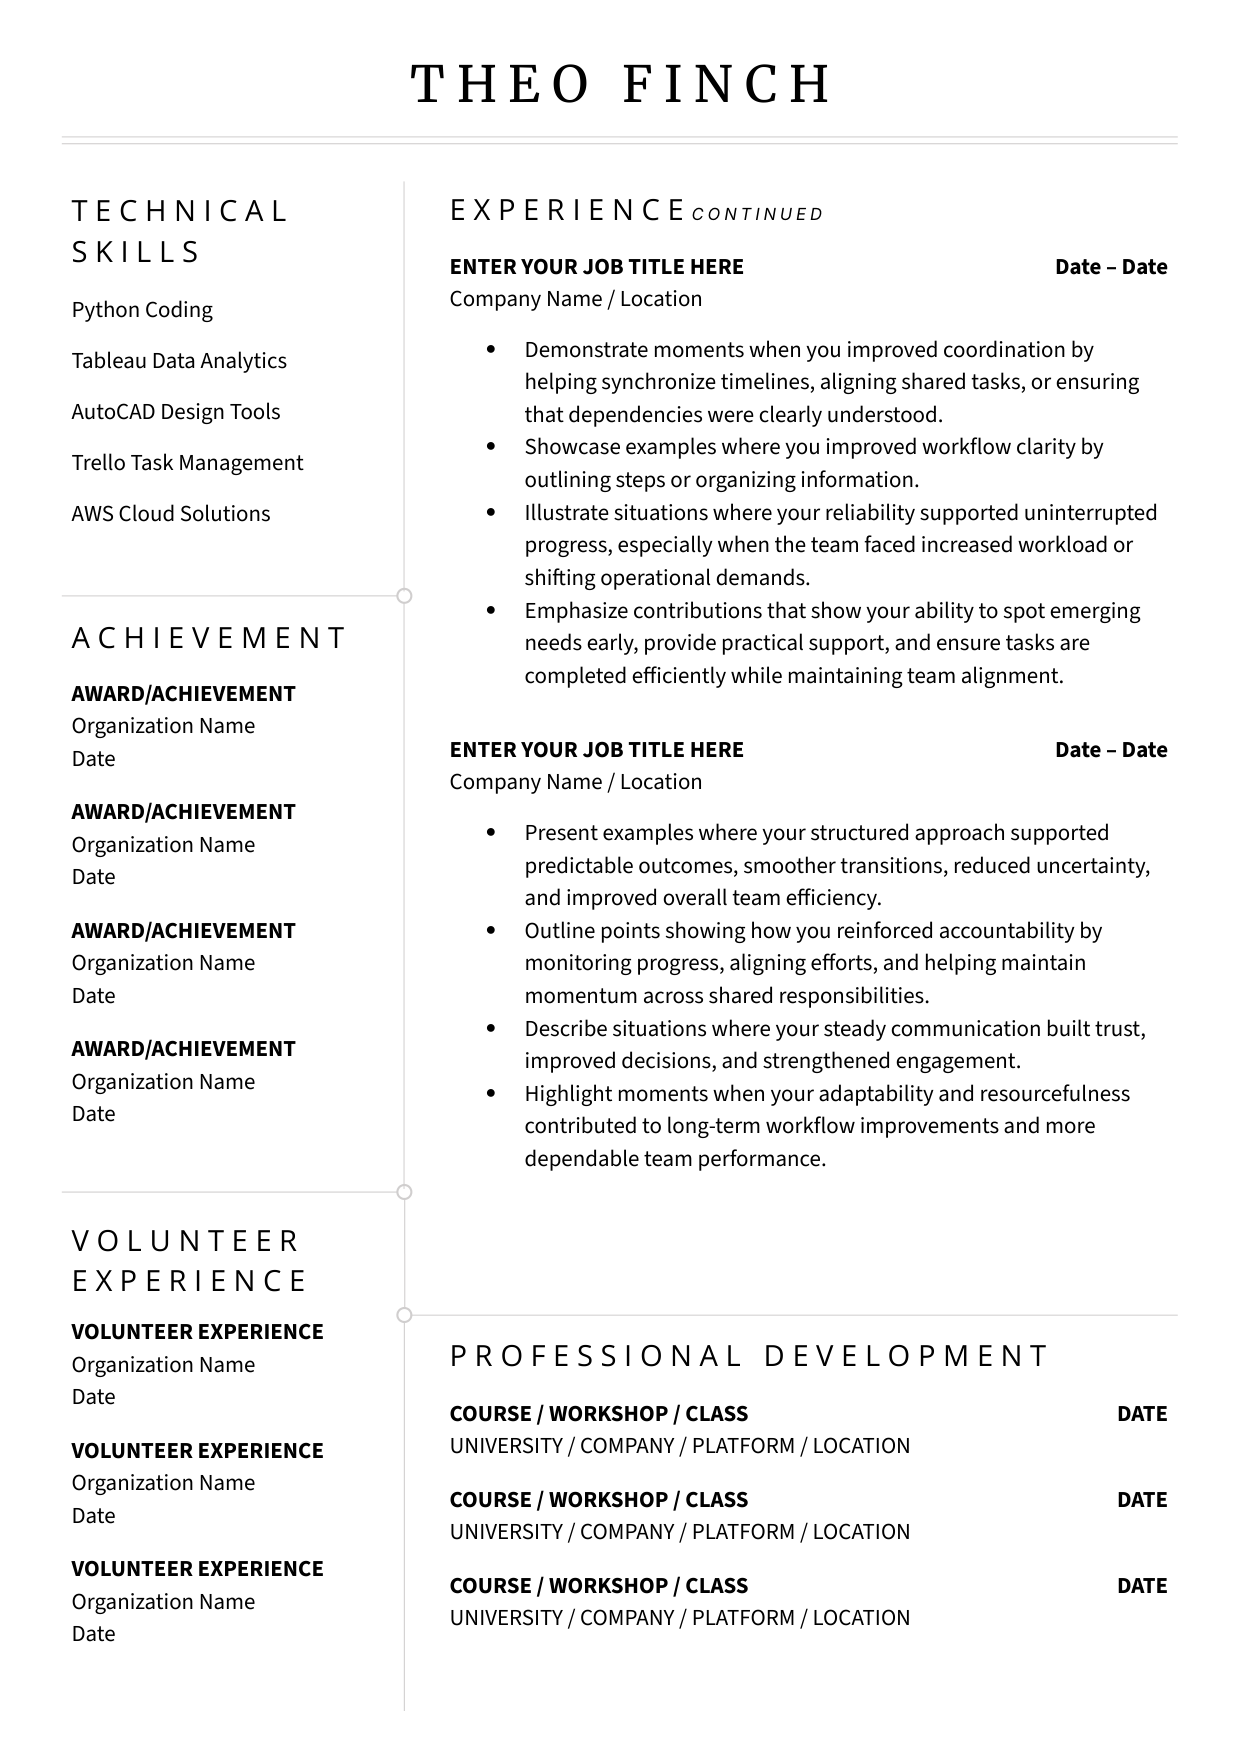 THEO FINCH
TECHNICAL
SKILLS
Python Coding
Tableau Data Analytics
AutoCAD Design Tools
Trello Task Management
AWS Cloud Solutions
ACHIEVEMENT
AWARD/ACHIEVEMENT
Organization Name
Date
AWARD/ACHIEVEMENT
Organization Name
Date
AWARD/ACHIEVEMENT
Organization Name
Date
AWARD/ACHIEVEMENT
Organization Name
Date
VOLUNTEER
EXPERIENCE
VOLUNTEER EXPERIENCE
Organization Name
Date
VOLUNTEER EXPERIENCE
Organization Name
Date
VOLUNTEER EXPERIENCE
Organization Name
Date
EXPERIENCE CONTINUED
ENTER YOUR JOB TITLE HERE Date – Date
Company Name / Location
• Demonstrate moments when you improved coordination by
helping synchronize timelines, aligning shared tasks, or ensuring
that dependencies were clearly understood.
• Showcase examples where you improved workflow clarity by
outlining steps or organizing information.
• Illustrate situations where your reliability supported uninterrupted
progress, especially when the team faced increased workload or
shifting operational demands.
• Emphasize contributions that show your ability to spot emerging
needs early, provide practical support, and ensure tasks are
completed efficiently while maintaining team alignment.
ENTER YOUR JOB TITLE HERE Date – Date
Company Name / Location
• Present examples where your structured approach supported
predictable outcomes, smoother transitions, reduced uncertainty,
and improved overall team efficiency.
• Outline points showing how you reinforced accountability by
monitoring progress, aligning efforts, and helping maintain
momentum across shared responsibilities.
• Describe situations where your steady communication built trust,
improved decisions, and strengthened engagement.
• Highlight moments when your adaptability and resourcefulness
contributed to long-term workflow improvements and more
dependable team performance.
PROFESSIONAL DEVELOPMENT
COURSE / WORKSHOP / CLASS DATE
UNIVERSITY / COMPANY / PLATFORM / LOCATION
COURSE / WORKSHOP / CLASS DATE
UNIVERSITY / COMPANY / PLATFORM / LOCATION
COURSE / WORKSHOP / CLASS DATE
UNIVERSITY / COMPANY / PLATFORM / LOCATION